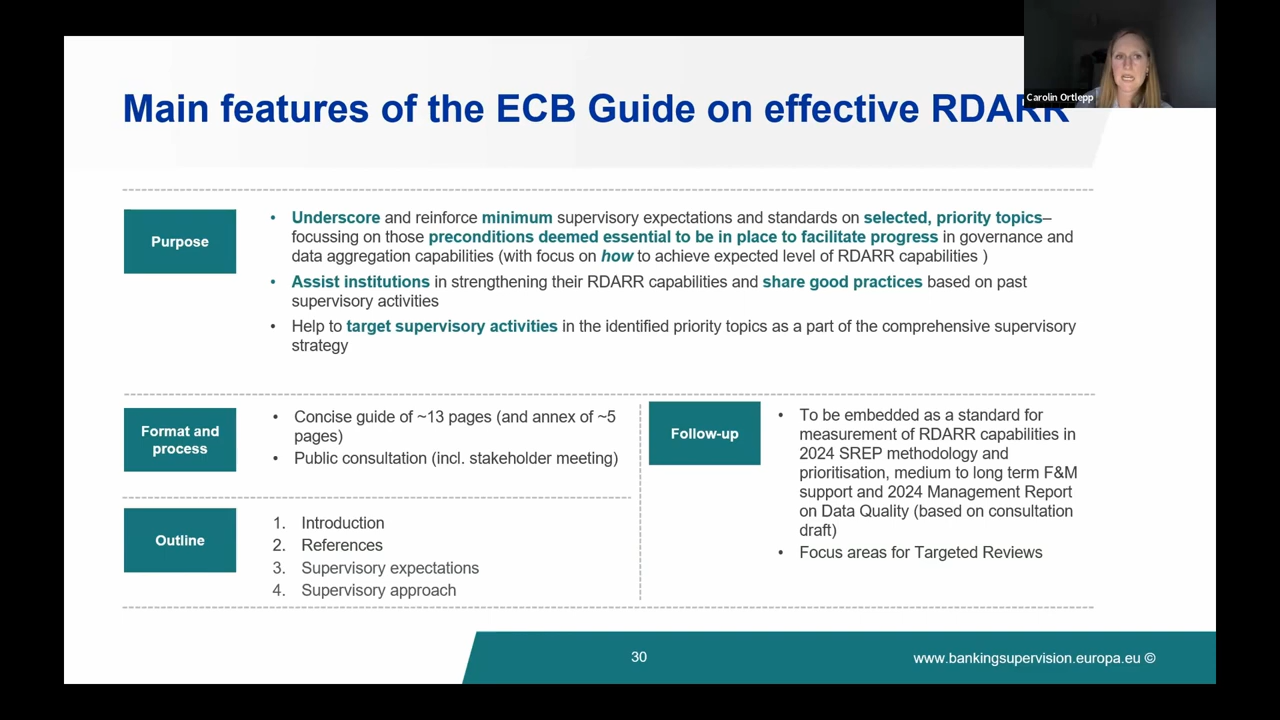 Carolin Ortlepp
Main features of the ECB Guide on effective RDARR
Purpose
• Underscore and reinforce minimum supervisory expectations and standards on selected, priority topics–
focussing on those preconditions deemed essential to be in place to facilitate progress in governance and
data aggregation capabilities (with focus on how to achieve expected level of RDARR capabilities )
• Assist institutions in strengthening their RDARR capabilities and share good practices based on past
supervisory activities
• Help to target supervisory activities in the identified priority topics as a part of the comprehensive supervisory
strategy
Format and
process
• Concise guide of ~13 pages (and annex of ~5
pages)
• Public consultation (incl. stakeholder meeting)
Outline
1. Introduction
2. References
3. Supervisory expectations
4. Supervisory approach
Follow-up
• To be embedded as a standard for
measurement of RDARR capabilities in
2024 SREP methodology and
prioritisation, medium to long term F&M
support and 2024 Management Report
on Data Quality (based on consultation
draft)
• Focus areas for Targeted Reviews
30
www.bankingsupervision.europa.eu ©